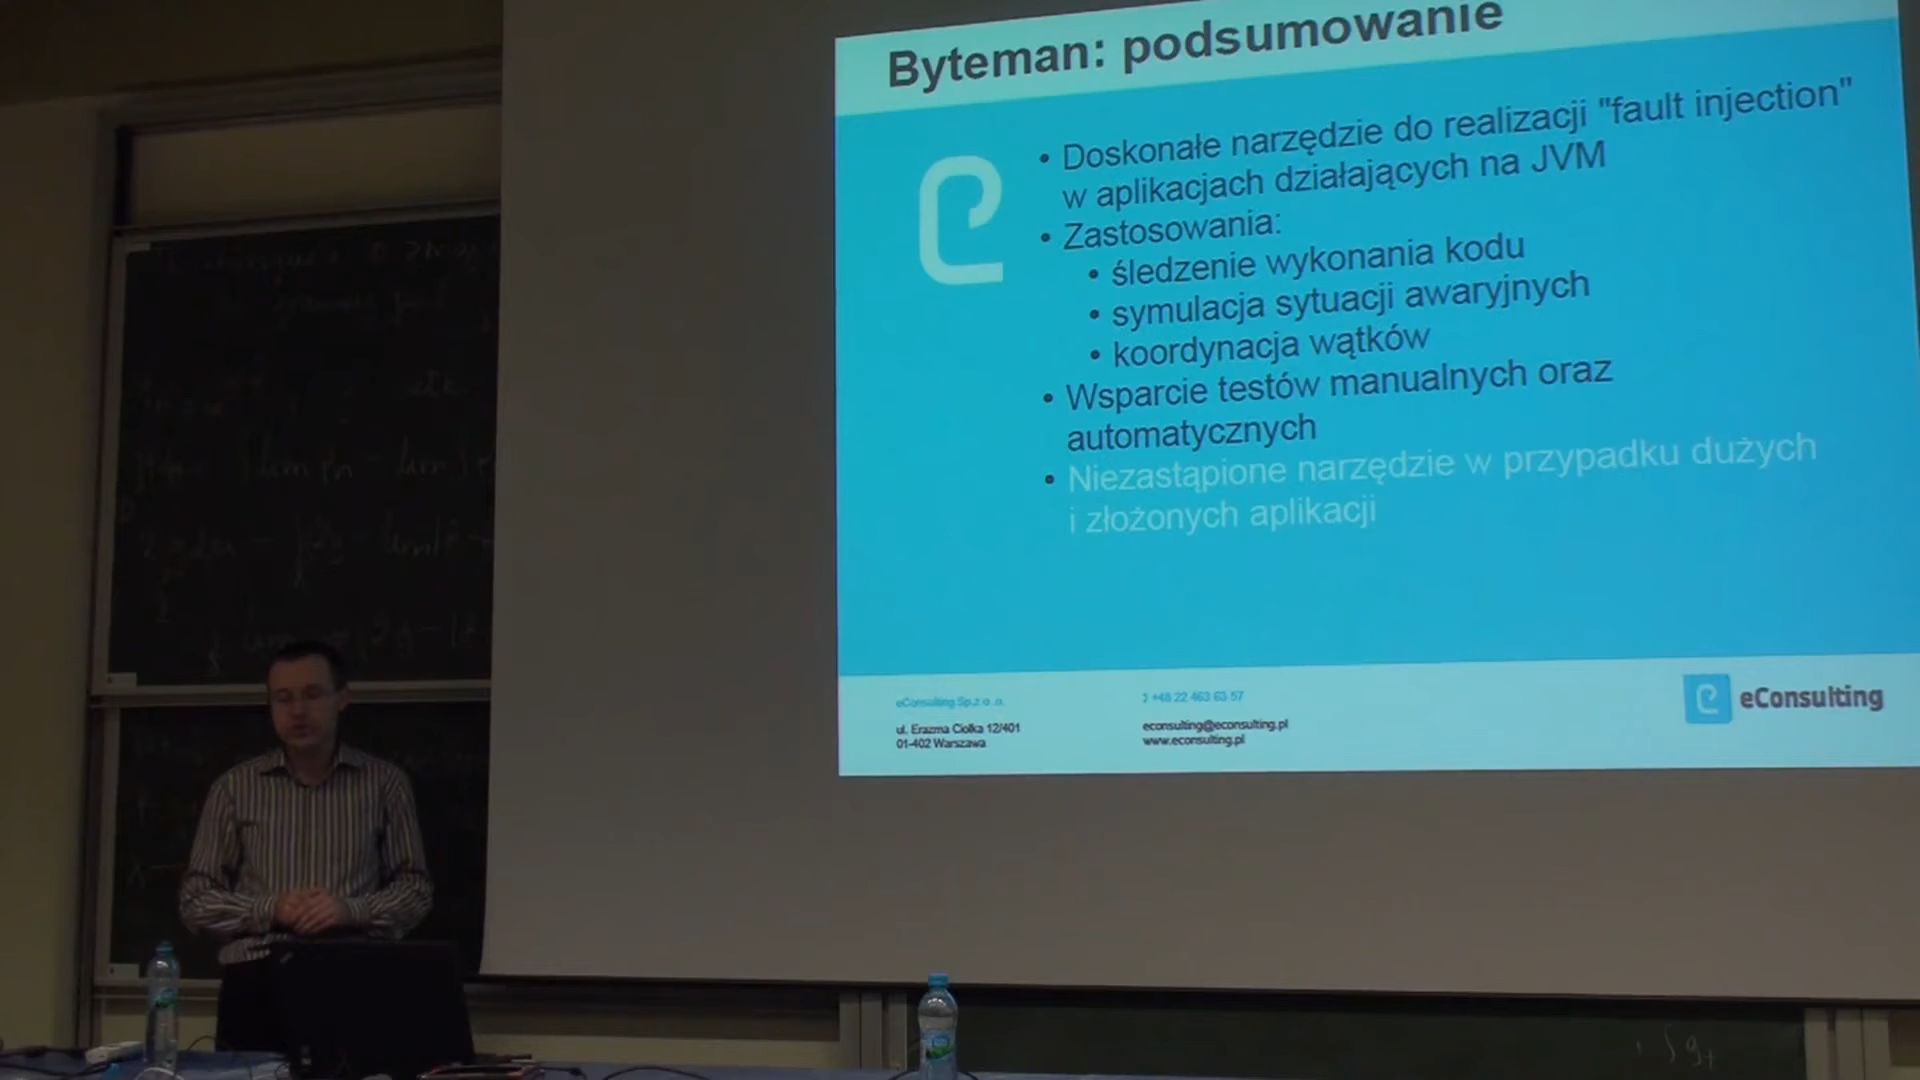 Byteman: podsumowanie
• Doskonałe narzędzie do realizacji "fault injection"
w aplikacjach działających na JVM
• Zastosowania:
• śledzenie wykonania kodu
• symulacja sytuacji awaryjnych
• koordynacja wątków
• Wsparcie testów manualnych oraz
automatycznych
• Niezastąpione narzędzie w przypadku dużych
i złożonych aplikacji
eConsulting Sp.z o .o.
ul. Erazma Ciołka 12/401
01-402 Warszawa
+48 22 463 63 57
econsulting@econsulting.pl
www.econsulting.pl
eConsulting